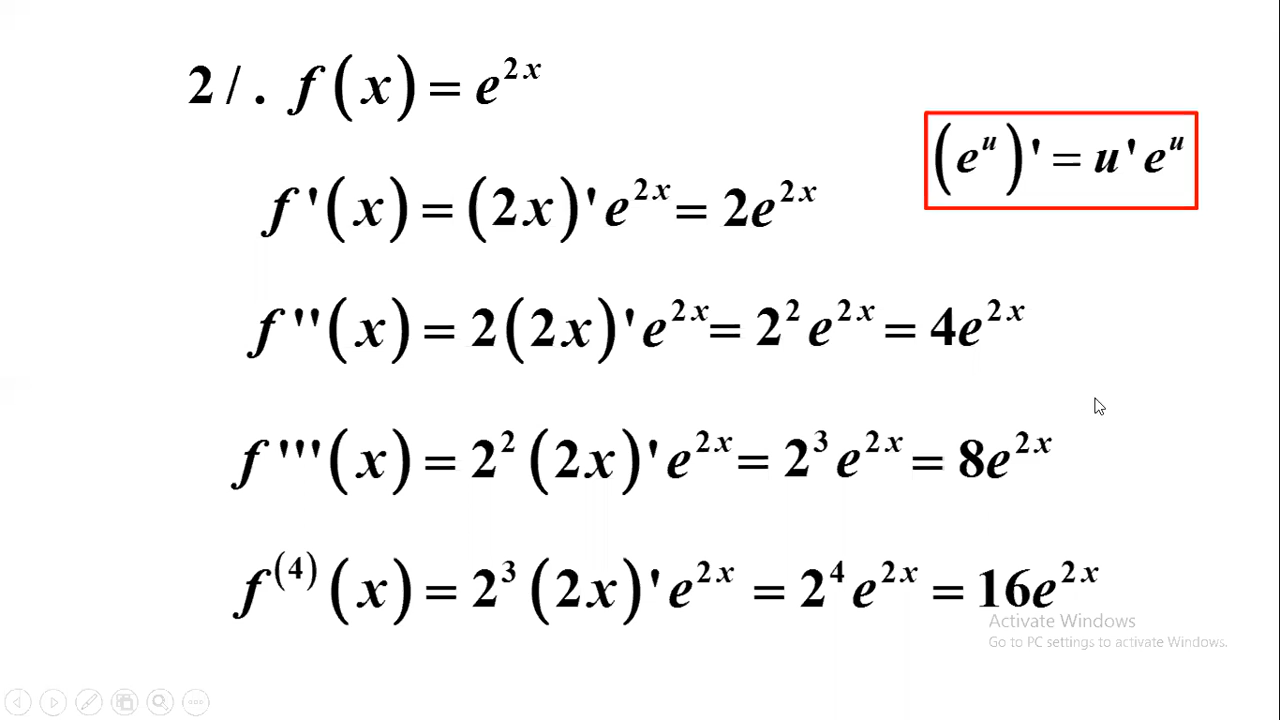 2 / . f(x) = e^{2x}
(e^u)' = u'e^u
f'(x) = (2x)'e^{2x} = 2e^{2x}
f''(x) = 2(2x)'e^{2x} = 2^2 e^{2x} = 4e^{2x}
f'''(x) = 2^2 (2x)'e^{2x} = 2^3 e^{2x} = 8e^{2x}
f^{(4)}(x) = 2^3 (2x)'e^{2x} = 2^4 e^{2x} = 16e^{2x}
Activate Windows
Go to PC settings to activate Windows.